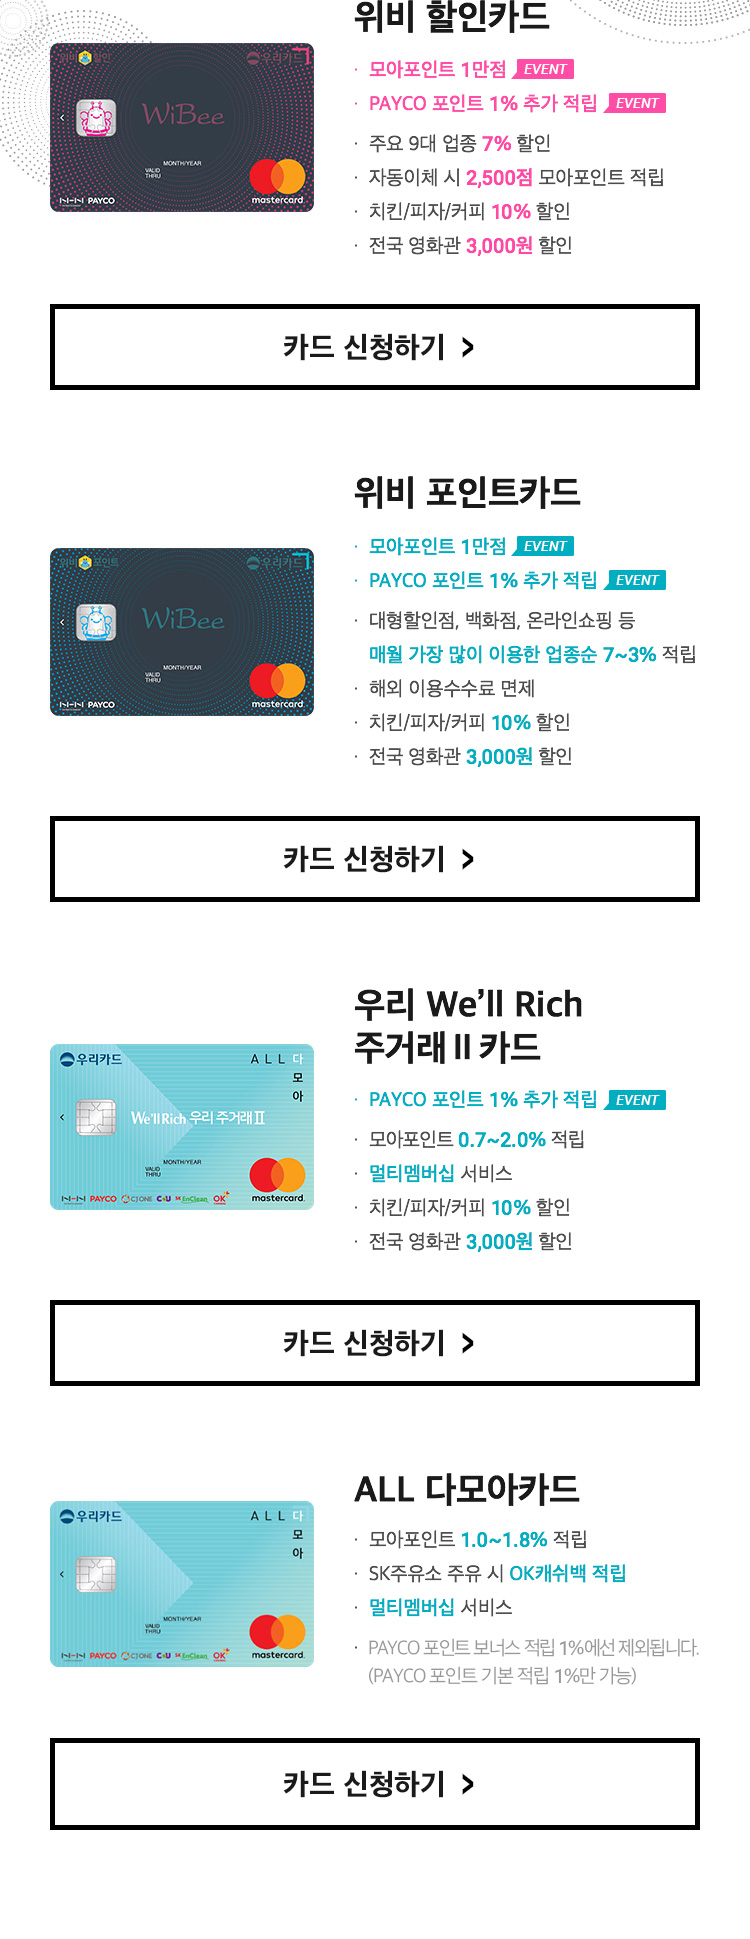 위비 할인카드
위비 할인
우리카드
· 모아포인트 1만점 EVENT
· PAYCO 포인트 1% 추가 적립 EVENT
WiBee
· 주요 9대 업종 7% 할인
MONTH/YEAR
VALID
THRU
· 자동이체 시 2,500점 모아포인트 적립
NHN PAYCO
mastercard
· 치킨/피자/커피 10% 할인
· 전국 영화관 3,000원 할인
카드 신청하기 >
위비 포인트카드
· 모아포인트 1만점 EVENT
위비 포인트
우리카드
· PAYCO 포인트 1% 추가 적립 EVENT
WiBee
· 대형할인점, 백화점, 온라인쇼핑 등
매월 가장 많이 이용한 업종순 7~3% 적립
MONTH/YEAR
VALID
THRU
· 해외 이용수수료 면제
NHN PAYCO
mastercard
· 치킨/피자/커피 10% 할인
· 전국 영화관 3,000원 할인
카드 신청하기 >
우리 We’ll Rich
주거래 II 카드
우리카드
ALL 다
모
아
· PAYCO 포인트 1% 추가 적립 EVENT
We'll Rich 우리 주거래 II
· 모아포인트 0.7~2.0% 적립
MONTH/YEAR
VALID
THRU
· 멀티멤버십 서비스
NHN PAYCO CJ ONE CU SK EnClean OK
mastercard.
· 치킨/피자/커피 10% 할인
· 전국 영화관 3,000원 할인
카드 신청하기 >
ALL 다모아카드
우리카드
ALL 다
모
아
· 모아포인트 1.0~1.8% 적립
· SK주유소 주유 시 OK캐쉬백 적립
· 멀티멤버십 서비스
MONTH/YEAR
VALID
THRU
NHN PAYCO CJ ONE CU SK EnClean OK
mastercard.
· PAYCO 포인트 보너스 적립 1%에선 제외됩니다.
(PAYCO 포인트 기본 적립 1%만 가능)
카드 신청하기 >